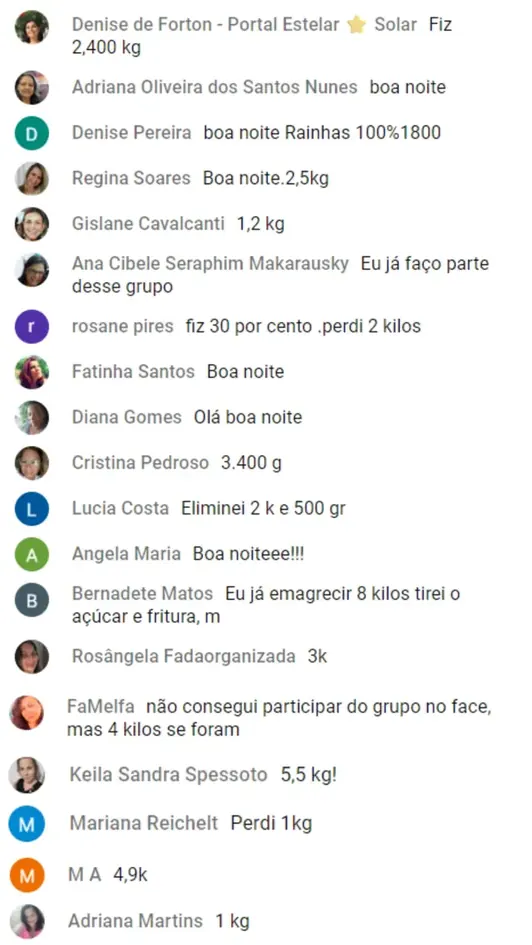 Denise de Forton - Portal Estelar ⭐ Solar Fiz
2,400 kg
Adriana Oliveira dos Santos Nunes boa noite
D Denise Pereira boa noite Rainhas 100%1800
Regina Soares Boa noite.2,5kg
Gislane Cavalcanti 1,2 kg
Ana Cibele Seraphim Makarausky Eu já faço parte
desse grupo
r rosane pires fiz 30 por cento .perdi 2 kilos
Fatinha Santos Boa noite
Diana Gomes Olá boa noite
Cristina Pedroso 3.400 g
L Lucia Costa Eliminei 2 k e 500 gr
A Angela Maria Boa noiteee!!!
B Bernadete Matos Eu já emagrecir 8 kilos tirei o
açúcar e fritura, m
Rosângela Fadaorganizada 3k
FaMelfa não consegui participar do grupo no face,
mas 4 kilos se foram
Keila Sandra Spessoto 5,5 kg!
M Mariana Reichelt Perdi 1kg
M M A 4,9k
Adriana Martins 1 kg